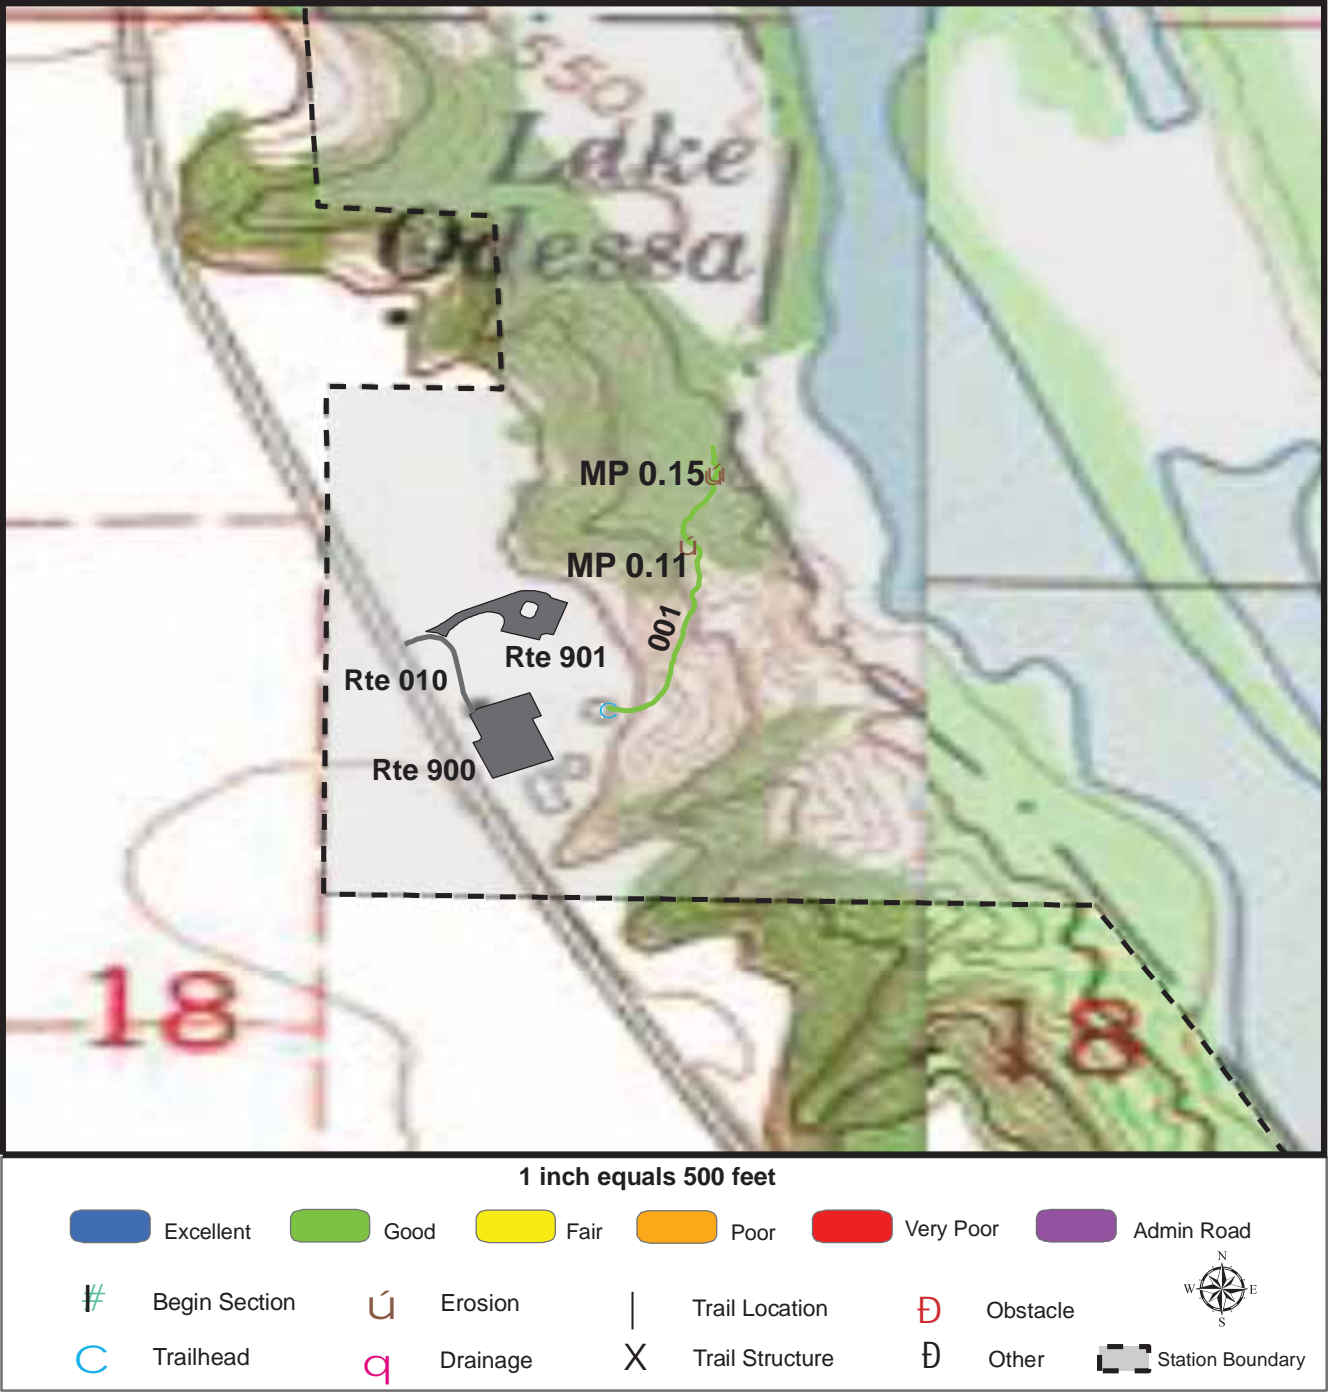 550
Lake
Odessa
MP 0.15ú
ú
MP 0.11
001
Rte 901
Rte 010
C
Rte 900
18
18
1 inch equals 500 feet
Excellent
Good
Fair
Poor
Very Poor
Admin Road
N
W E
S
# Begin Section
ú Erosion
| Trail Location
Ð Obstacle
C Trailhead
q Drainage
X Trail Structure
Ð Other
Station Boundary